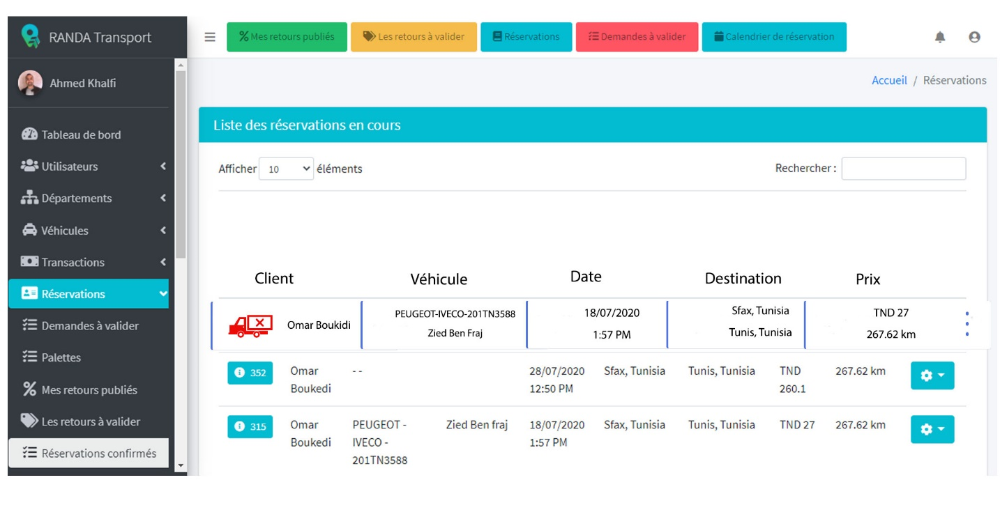 RANDA Transport
Mes retours publiés
Les retours à valider
Réservations
Demandes à valider
Calendrier de réservation
Ahmed Khalfi
Accueil / Réservations
Tableau de bord
Utilisateurs
Départements
Véhicules
Transactions
Réservations
Demandes à valider
Palettes
Mes retours publiés
Les retours à valider
Réservations confirmés
Liste des réservations en cours
Afficher 10 éléments
Rechercher :
Client Véhicule Date Destination Prix
Omar Boukidi PEUGEOT-IVECO-201TN3588 18/07/2020 Sfax, Tunisia TND 27
Zied Ben Fraj 1:57 PM Tunis, Tunisia 267.62 km
352 Omar - - 28/07/2020 Sfax, Tunisia Tunis, Tunisia TND 267.62 km
Boukedi 12:50 PM 260.1
315 Omar PEUGEOT - Zied Ben fraj 18/07/2020 Sfax, Tunisia Tunis, Tunisia TND 27 267.62 km
Boukedi IVECO - 1:57 PM
201TN3588